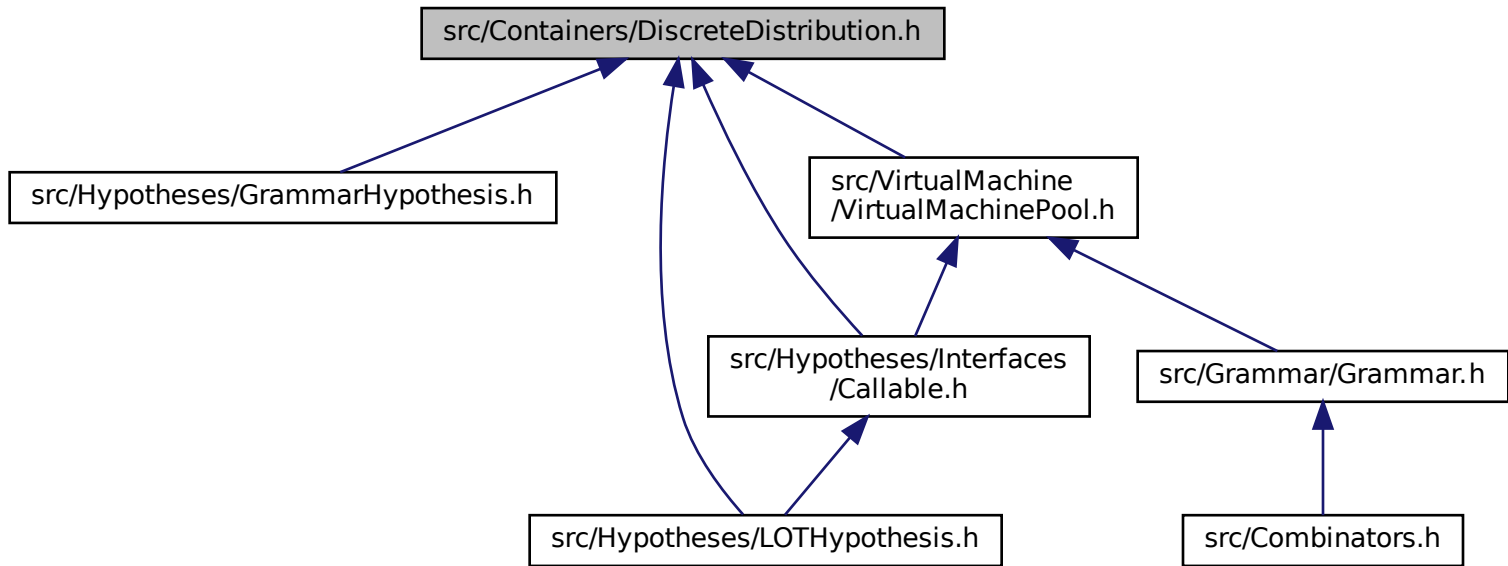 src/Containers/DiscreteDistribution.h
src/Hypotheses/GrammarHypothesis.h
src/VirtualMachine
/VirtualMachinePool.h
src/Hypotheses/Interfaces
/Callable.h
src/Grammar/Grammar.h
src/Hypotheses/LOTHypothesis.h
src/Combinators.h